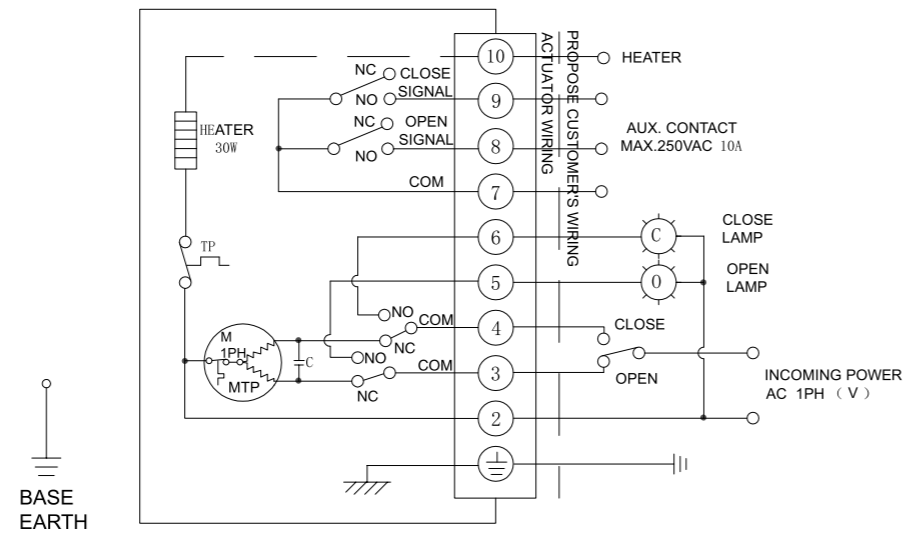 10
HEATER
NC
CLOSE
SIGNAL
NO
9
NC
OPEN
SIGNAL
NO
8
AUX. CONTACT
MAX.250VAC 10A
HEATER
30W
COM
7
ACTUATOR WIRING
PROPOSE CUSTOMER'S WIRING
TP
6
C
CLOSE
LAMP
5
O
OPEN
LAMP
NO
COM
4
CLOSE
NC
M
1PH
MTP
C
NO
COM
3
OPEN
NC
INCOMING POWER
AC 1PH （V）
2
BASE
EARTH